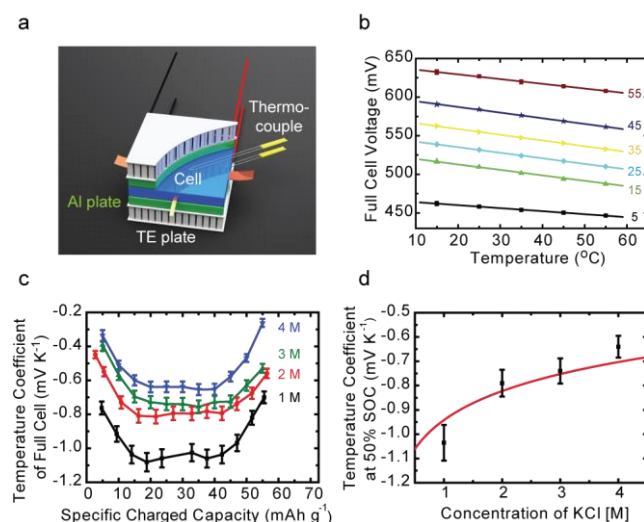 a
Thermo-
couple
Cell
Al plate
TE plate
b
Full Cell Voltage
(mV)
650
600
550
500
450
55
45
35
25
15
5
10 20 30 40 50 60
Temperature (°C)
c
Temperature Coefficient
of Full Cell (mV K⁻¹)
-0.2
-0.4
-0.6
-0.8
-1.0
-1.2
4 M
3 M
2 M
1 M
0 10 20 30 40 50 60 70
Specific Charged Capacity (mAh g⁻¹)
d
Temperature Coefficient
at 50% SOC (mV K⁻¹)
-0.5
-0.6
-0.7
-0.8
-0.9
-1.0
-1.1
-1.2
1 2 3 4
Concentration of KCl [M]